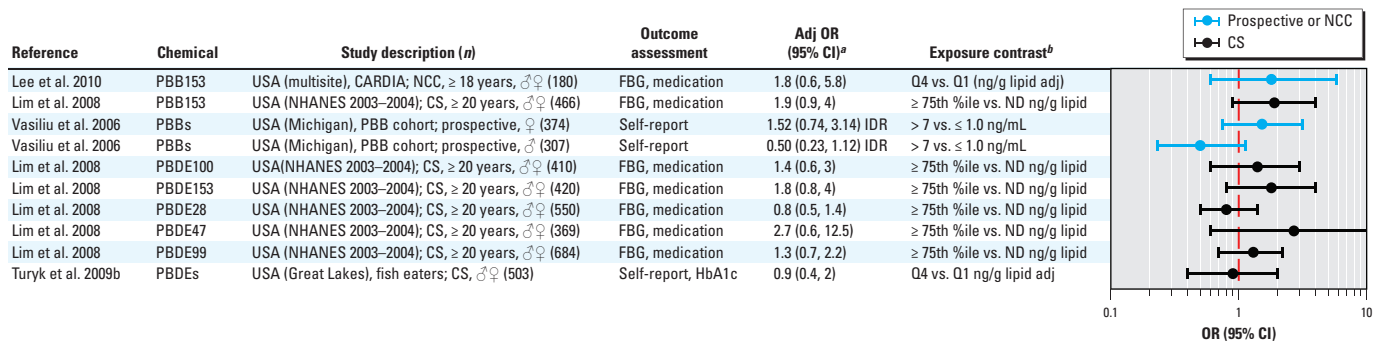 Prospective or NCC
CS
Reference Chemical Study description (n) Outcome assessment Adj OR (95% CI)a Exposure contrastb
Lee et al. 2010 PBB153 USA (multisite), CARDIA; NCC, ≥ 18 years, ♂♀ (180) FBG, medication 1.8 (0.6, 5.8) Q4 vs. Q1 (ng/g lipid adj)
Lim et al. 2008 PBB153 USA (NHANES 2003–2004); CS, ≥ 20 years, ♂♀ (466) FBG, medication 1.9 (0.9, 4) ≥ 75th %ile vs. ND ng/g lipid
Vasiliu et al. 2006 PBBs USA (Michigan), PBB cohort; prospective, ♀ (374) Self-report 1.52 (0.74, 3.14) IDR > 7 vs. ≤ 1.0 ng/mL
Vasiliu et al. 2006 PBBs USA (Michigan), PBB cohort; prospective, ♂ (307) Self-report 0.50 (0.23, 1.12) IDR > 7 vs. ≤ 1.0 ng/mL
Lim et al. 2008 PBDE100 USA(NHANES 2003–2004); CS, ≥ 20 years, ♂♀ (410) FBG, medication 1.4 (0.6, 3) ≥ 75th %ile vs. ND ng/g lipid
Lim et al. 2008 PBDE153 USA (NHANES 2003–2004); CS, ≥ 20 years, ♂♀ (420) FBG, medication 1.8 (0.8, 4) ≥ 75th %ile vs. ND ng/g lipid
Lim et al. 2008 PBDE28 USA (NHANES 2003–2004); CS, ≥ 20 years, ♂♀ (550) FBG, medication 0.8 (0.5, 1.4) ≥ 75th %ile vs. ND ng/g lipid
Lim et al. 2008 PBDE47 USA (NHANES 2003–2004); CS, ≥ 20 years, ♂♀ (369) FBG, medication 2.7 (0.6, 12.5) ≥ 75th %ile vs. ND ng/g lipid
Lim et al. 2008 PBDE99 USA (NHANES 2003–2004); CS, ≥ 20 years, ♂♀ (684) FBG, medication 1.3 (0.7, 2.2) ≥ 75th %ile vs. ND ng/g lipid
Turyk et al. 2009b PBDEs USA (Great Lakes), fish eaters; CS, ♂♀ (503) Self-report, HbA1c 0.9 (0.4, 2) Q4 vs. Q1 ng/g lipid adj
0.1 1 10
OR (95% CI)